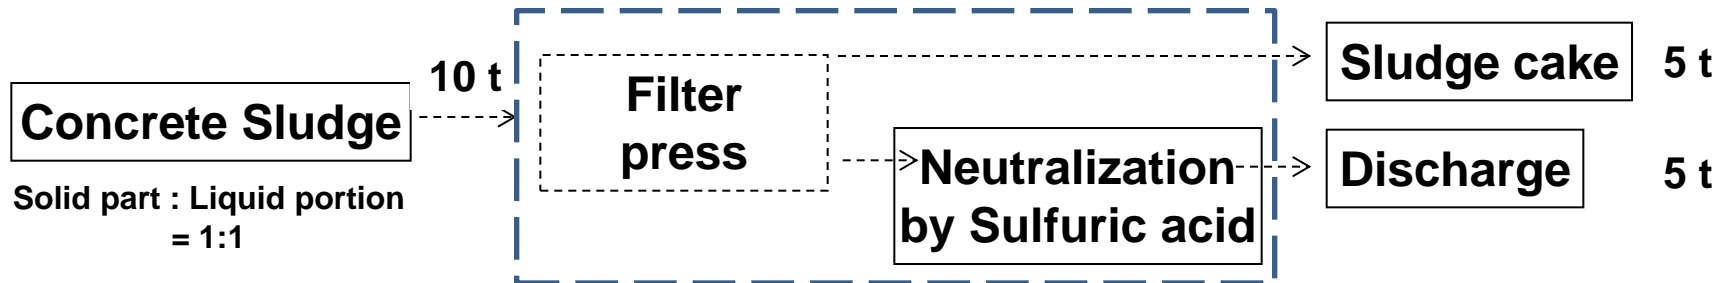 Concrete Sludge
Solid part : Liquid portion
= 1:1
10 t
Filter
press
Neutralization
by Sulfuric acid
Sludge cake
5 t
Discharge
5 t